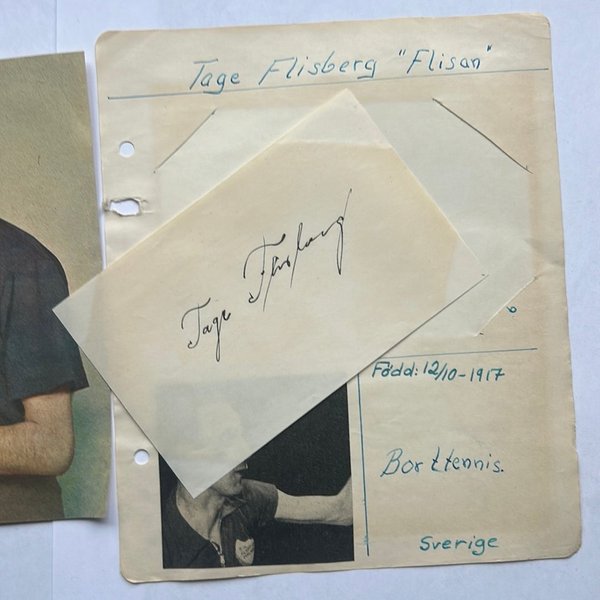 Tage Flisberg "Flisan"
Tage Flisberg
Född: 12/10-1917
Bordtennis.
Sverige